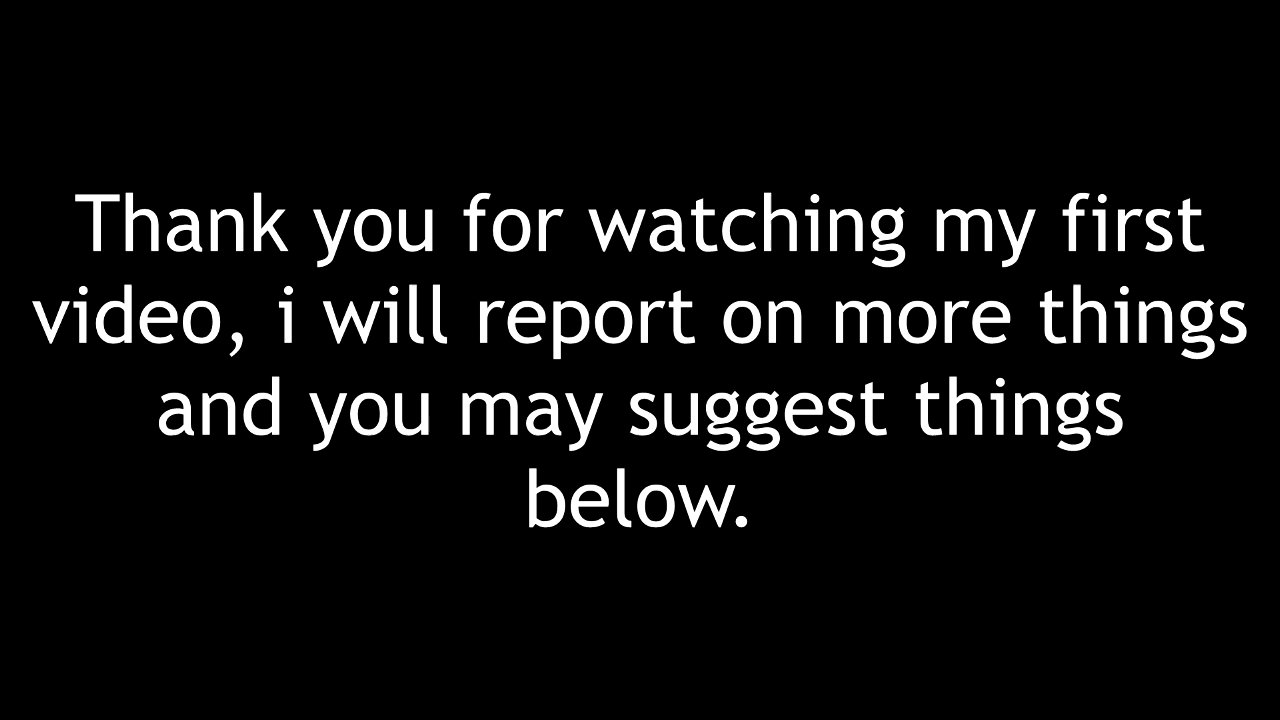 Thank you for watching my first
video, i will report on more things
and you may suggest things
below.